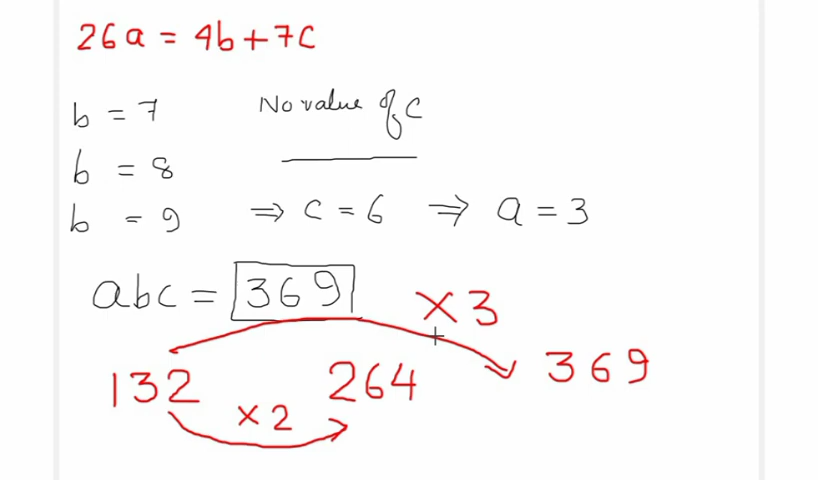 26a = 4b + 7c
b = 7 No value of c
b = 8
b = 9 ⇒ c = 6 ⇒ a = 3
abc = 369
× 3
132 264 369
× 2